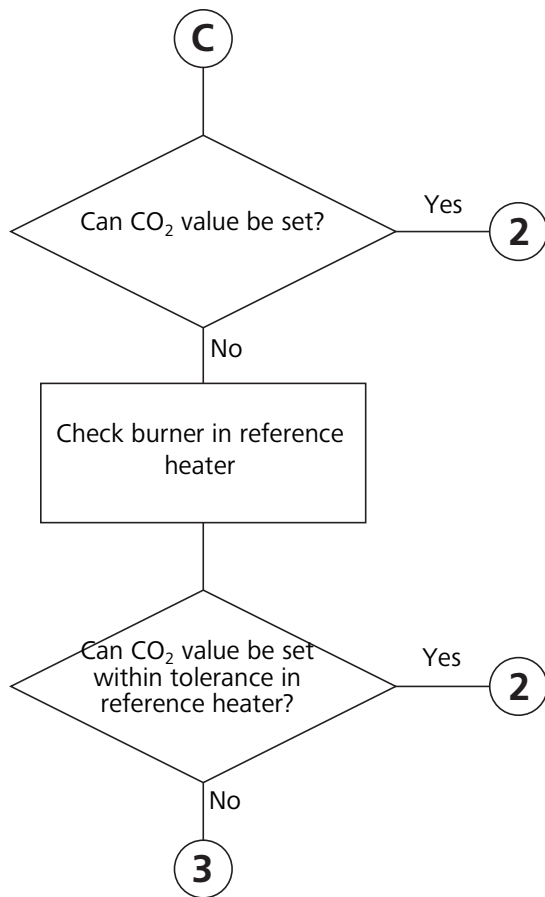 C
Can CO₂ value be set?
Yes
2
No
Check burner in reference
heater
Can CO₂ value be set
within tolerance in
reference heater?
Yes
2
No
3